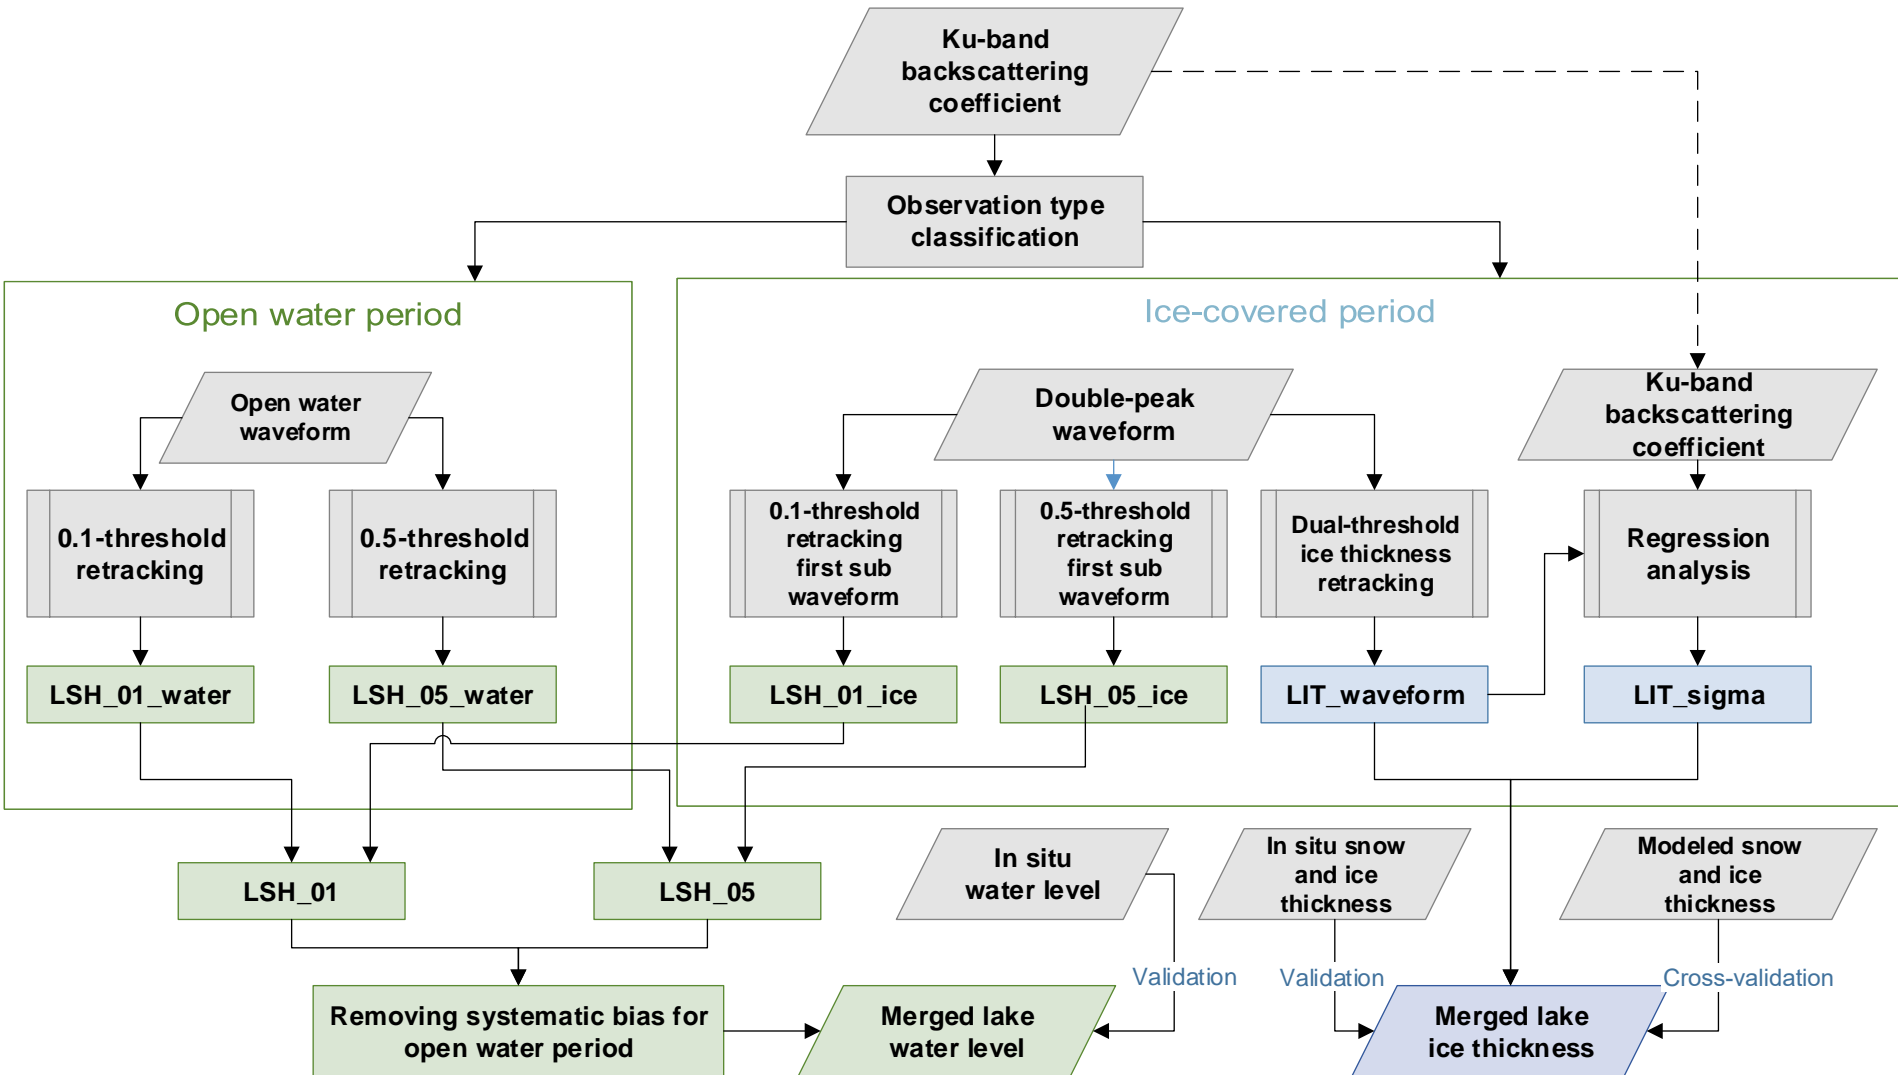 Ku-band
backscattering
coefficient
Observation type
classification
Open water period
Ice-covered period
Open water
waveform
Double-peak
waveform
Ku-band
backscattering
coefficient
0.1-threshold
retracking
0.5-threshold
retracking
0.1-threshold
retracking
first sub
waveform
0.5-threshold
retracking
first sub
waveform
Dual-threshold
ice thickness
retracking
Regression
analysis
LSH_01_water
LSH_05_water
LSH_01_ice
LSH_05_ice
LIT_waveform
LIT_sigma
LSH_01
LSH_05
In situ
water level
In situ snow
and ice
thickness
Modeled snow
and ice
thickness
Validation
Validation
Cross-validation
Removing systematic bias for
open water period
Merged lake
water level
Merged lake
ice thickness